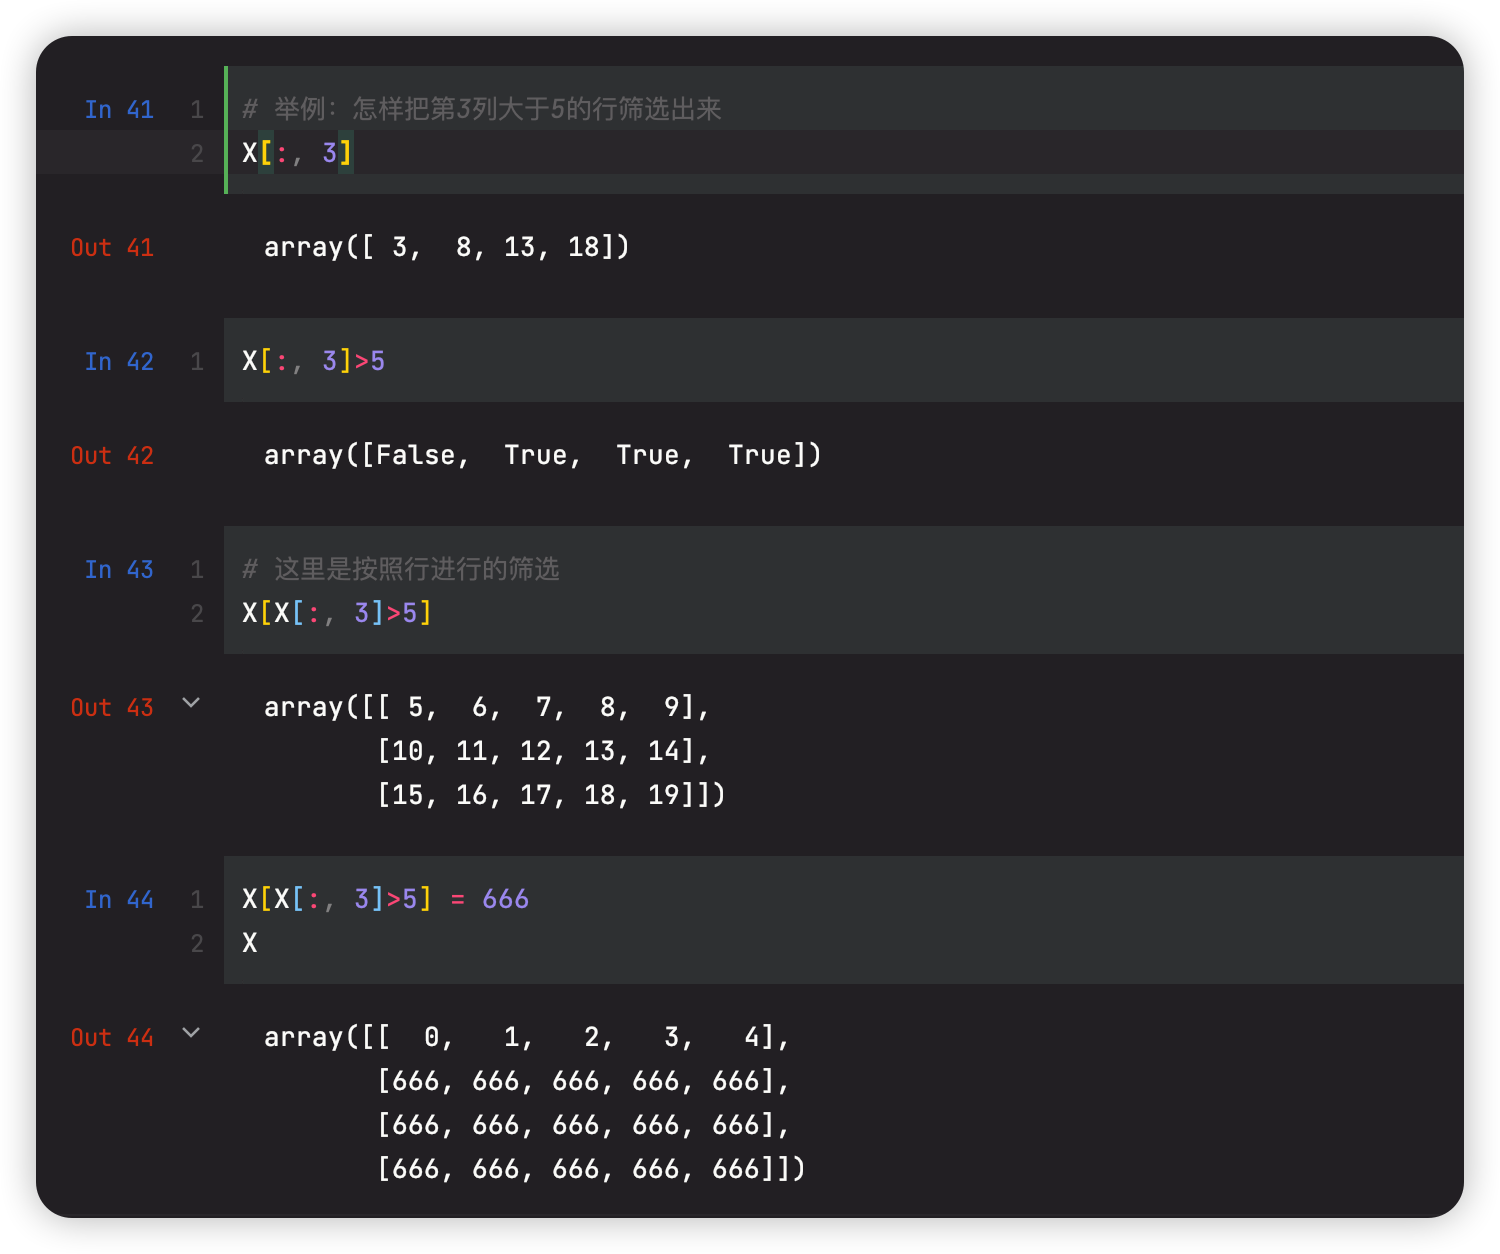 In 41 1 # 举例：怎样把第3列大于5的行筛选出来
2 X[:, 3]
Out 41 array([ 3,  8, 13, 18])
In 42 1 X[:, 3]>5
Out 42 array([False,  True,  True,  True])
In 43 1 # 这里是按照行进行的筛选
2 X[X[:, 3]>5]
Out 43 array([[ 5,  6,  7,  8,  9],
[10, 11, 12, 13, 14],
[15, 16, 17, 18, 19]])
In 44 1 X[X[:, 3]>5] = 666
2 X
Out 44 array([[  0,   1,   2,   3,   4],
[666, 666, 666, 666, 666],
[666, 666, 666, 666, 666],
[666, 666, 666, 666, 666]])